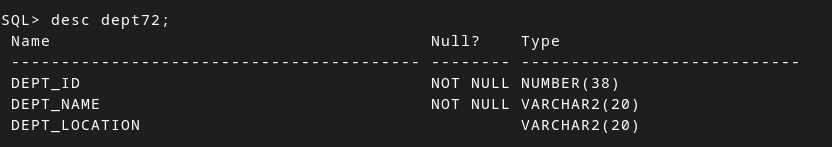 SQL> desc dept72;
Name Null? Type
----------------------------------------- -------- ----------------------------
DEPT_ID NOT NULL NUMBER(38)
DEPT_NAME NOT NULL VARCHAR2(20)
DEPT_LOCATION VARCHAR2(20)